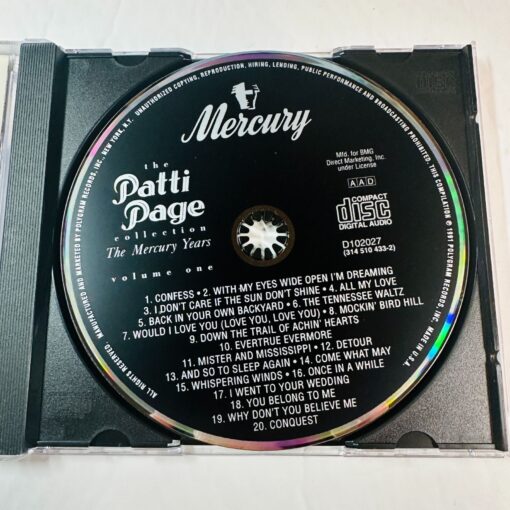 UNAUTHORIZED COPYING, REPRODUCTION, HIRING, LENDING, PUBLIC PERFORMANCE AND BROADCASTING PROHIBITED. THIS COMPILATION ℗ 1991 POLYGRAM RECORDS, INC. MADE IN U.S.A.
MANUFACTURED AND MARKETED BY POLYGRAM RECORDS, INC., NEW YORK, N.Y.
ALL RIGHTS RESERVED.
Mercury
the
Patti
Page
collection
The Mercury Years
volume one
Mfd. for BMG
Direct Marketing, Inc.
under License
AAD
COMPACT
disc
DIGITAL AUDIO
D102027
(314 510 433-2)
1. CONFESS • 2. WITH MY EYES WIDE OPEN I'M DREAMING
3. I DON'T CARE IF THE SUN DON'T SHINE • 4. ALL MY LOVE
5. BACK IN YOUR OWN BACKYARD • 6. THE TENNESSEE WALTZ
7. WOULD I LOVE YOU (LOVE YOU, LOVE YOU) • 8. MOCKIN' BIRD HILL
9. DOWN THE TRAIL OF ACHIN' HEARTS
10. EVERTRUE EVERMORE
11. MISTER AND MISSISSIPPI • 12. DETOUR
13. AND SO TO SLEEP AGAIN • 14. COME WHAT MAY
15. WHISPERING WINDS • 16. ONCE IN A WHILE
17. I WENT TO YOUR WEDDING
18. YOU BELONG TO ME
19. WHY DON'T YOU BELIEVE ME
20. CONQUEST